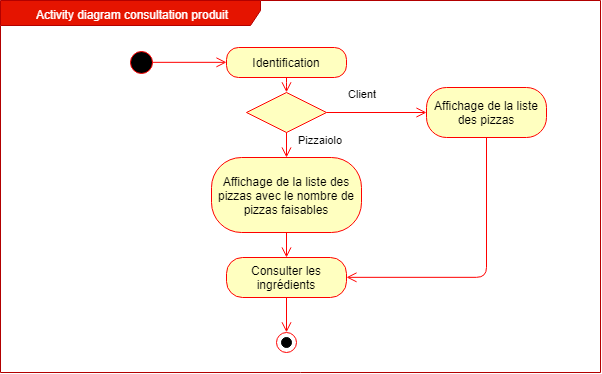 Activity diagram consultation produit
Identification
Client
Affichage de la liste
des pizzas
Pizzaiolo
Affichage de la liste des
pizzas avec le nombre de
pizzas faisables
Consulter les
ingrédients